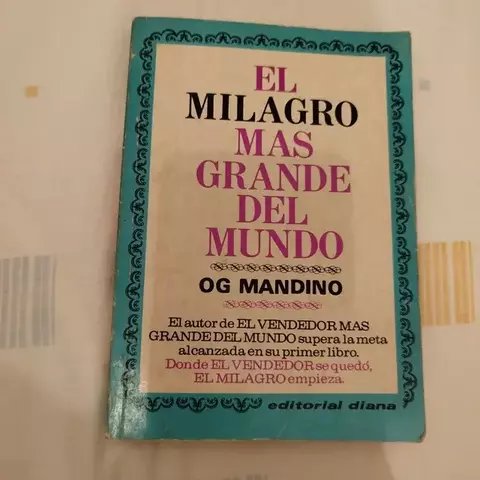 EL
MILAGRO
MAS
GRANDE
DEL
MUNDO
OG MANDINO
El autor de EL VENDEDOR MAS
GRANDE DEL MUNDO supera la meta
alcanzada en su primer libro.
Donde EL VENDEDOR se quedó,
EL MILAGRO empieza.
editorial diana